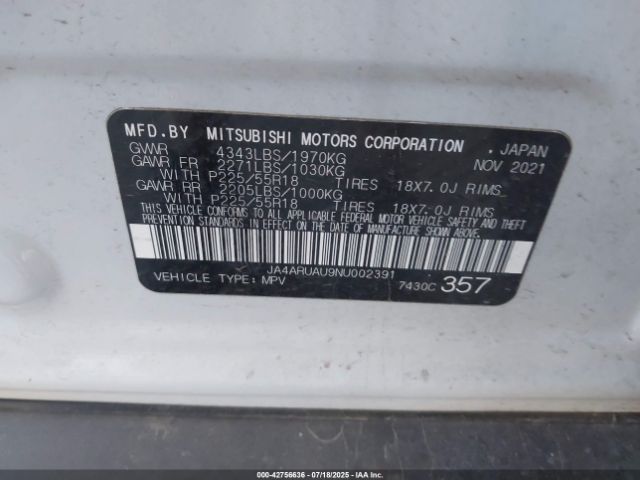 MFD.BY MITSUBISHI MOTORS CORPORATION . JAPAN
GVWR 4343LBS/1970KG NOV 2021
GAWR FR 2271LBS/1030KG
WITH P225/55R18 TIRES 18X7.0J RIMS
GAWR RR 2205LBS/1000KG
WITH P225/55R18 TIRES 18X7.0J RIMS
THIS VEHICLE CONFORMS TO ALL APPLICABLE FEDERAL MOTOR VEHICLE SAFETY AND THEFT
PREVENTION STANDARDS IN EFFECT ON THE DATE OF MANUFACTURE SHOWN ABOVE.
JA4ARUAU9NU002391
VEHICLE TYPE: MPV 7430C 357
000-42756636 - 07/18/2025 - IAA, Inc.